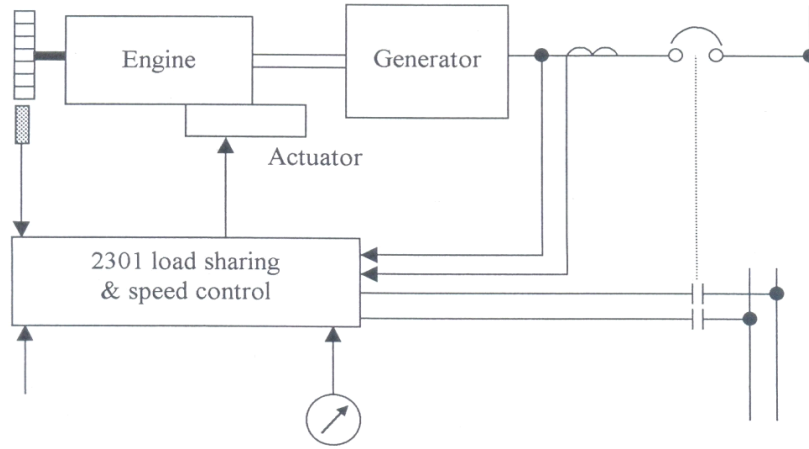 Engine
Generator
Actuator
2301 load sharing
& speed control